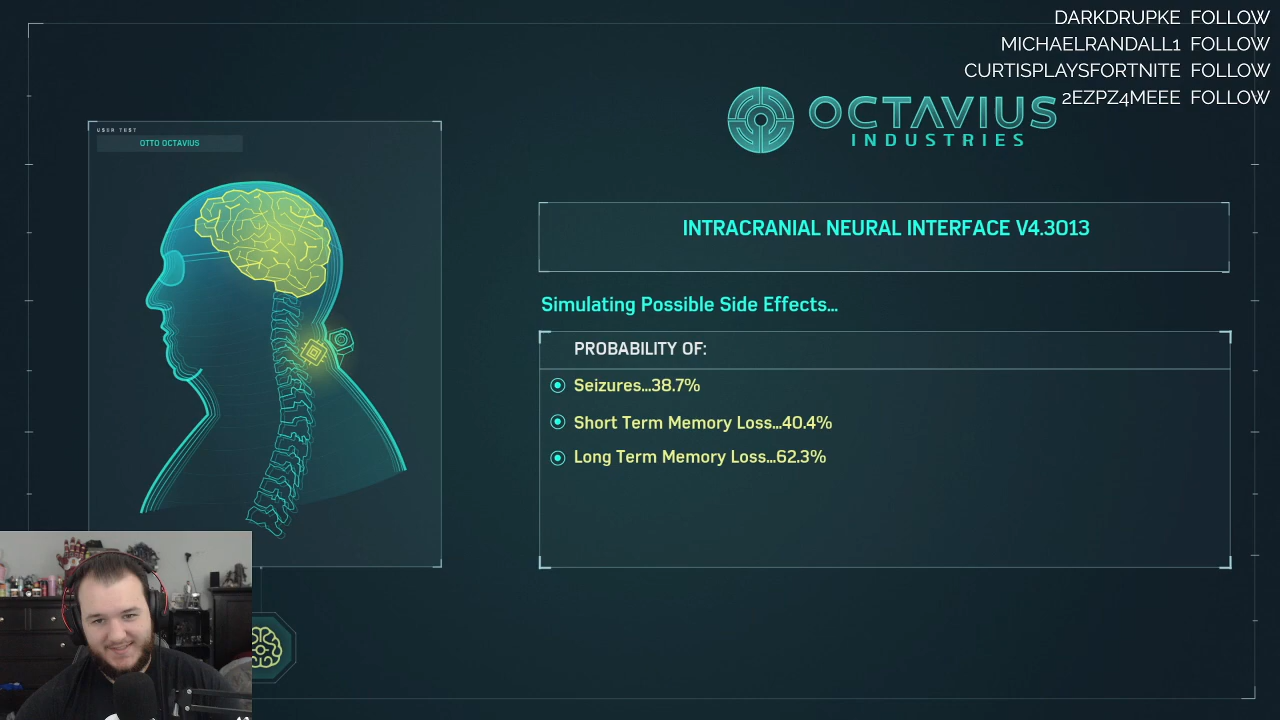 DARKDRUPKE FOLLOW
MICHAELRANDALL1 FOLLOW
CURTISPLAYSFORTNITE FOLLOW
2EZPZ4MEEE FOLLOW
OCTAVIUS
INDUSTRIES
USER TEST
OTTO OCTAVIUS
INTRACRANIAL NEURAL INTERFACE V4.3013
Simulating Possible Side Effects...
PROBABILITY OF:
Seizures...38.7%
Short Term Memory Loss...40.4%
Long Term Memory Loss...62.3%